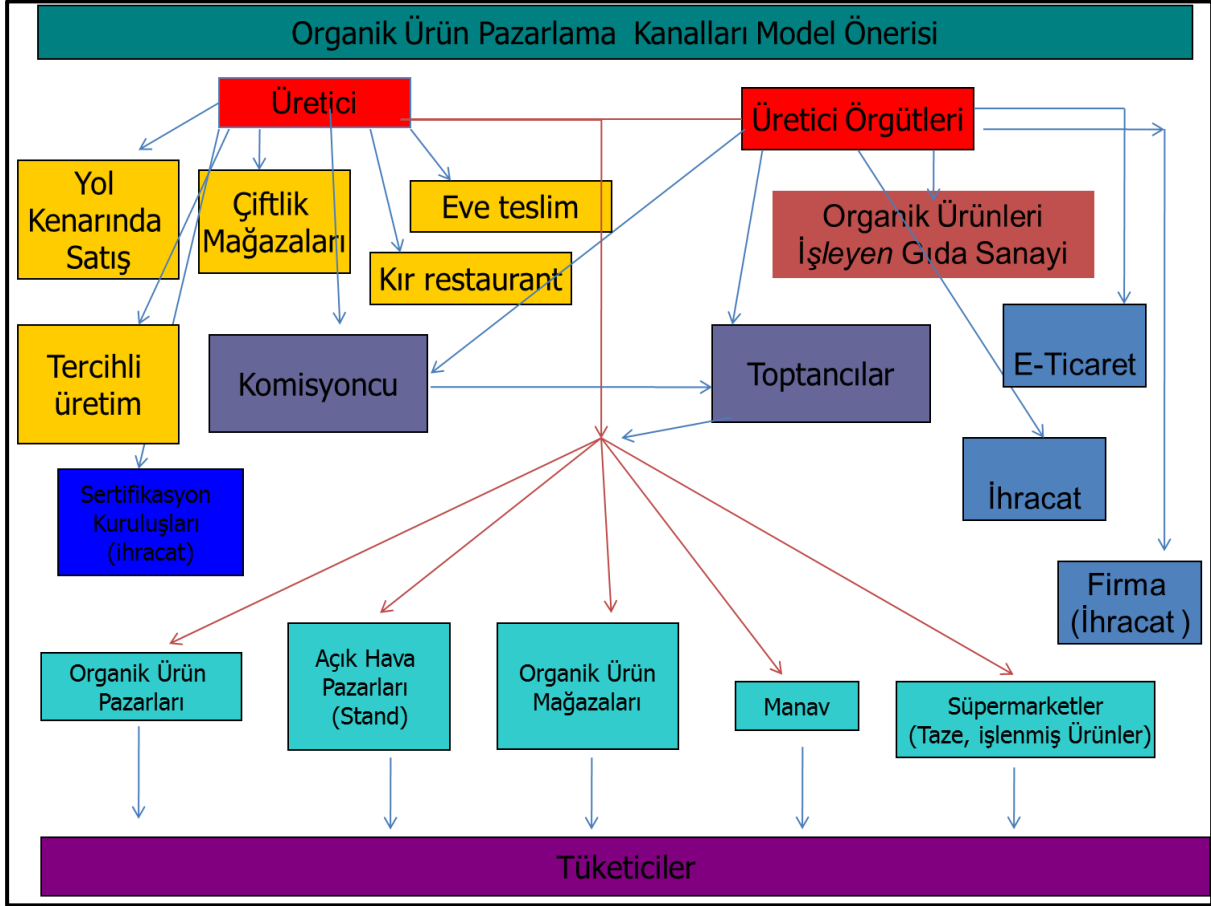 Organik Ürün Pazarlama Kanalları Model Önerisi
Üretici
Üretici Örgütleri
Yol
Kenarında
Satış
Çiftlik
Mağazaları
Eve teslim
Kır restaurant
Organik Ürünleri
İşleyen Gıda Sanayi
Tercihli
üretim
Komisyoncu
Toptancılar
E-Ticaret
Sertifikasyon
Kuruluşları
(ihracat)
İhracat
Firma
(İhracat )
Organik Ürün
Pazarları
Açık Hava
Pazarları
(Stand)
Organik Ürün
Mağazaları
Manav
Süpermarketler
(Taze, işlenmiş Ürünler)
Tüketiciler